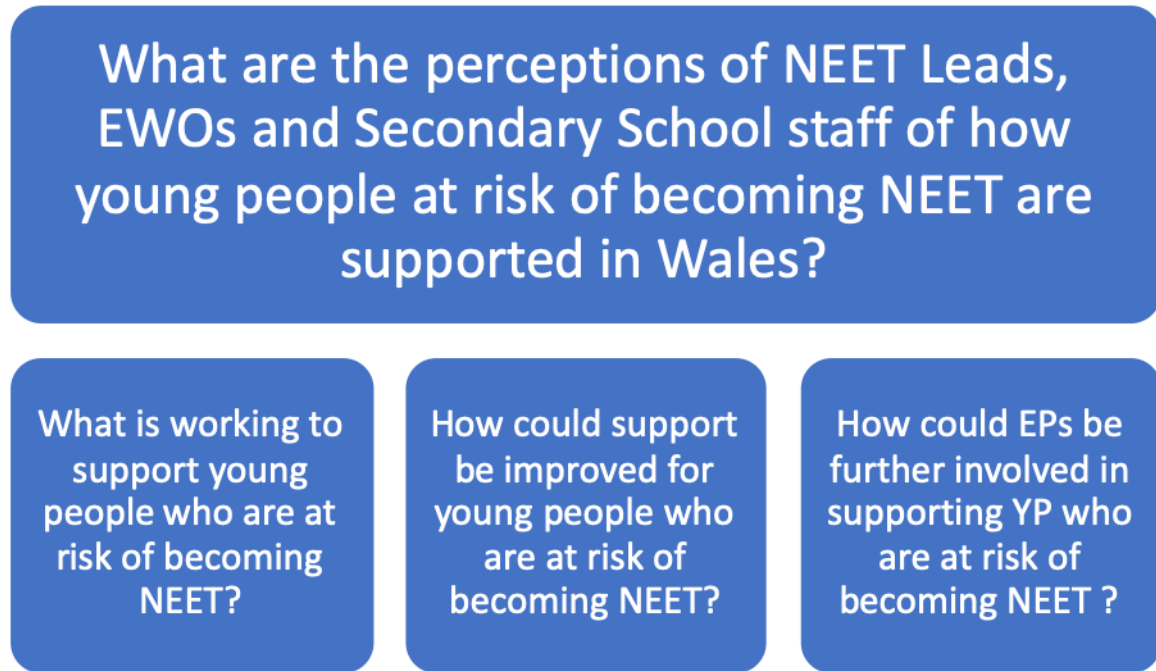 What are the perceptions of NEET Leads,
EWOs and Secondary School staff of how
young people at risk of becoming NEET are
supported in Wales?
What is working to
support young
people who are at
risk of becoming
NEET?
How could support
be improved for
young people who
are at risk of
becoming NEET?
How could EPs be
further involved in
supporting YP who
are at risk of
becoming NEET ?